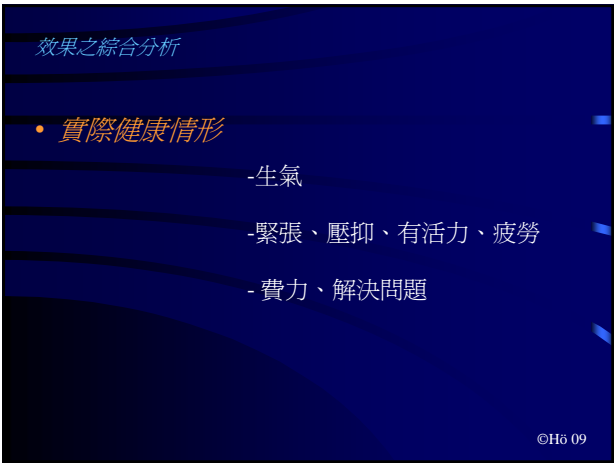 效果之綜合分析
• 實際健康情形
-生氣
-緊張、壓抑、有活力、疲勞
- 費力、解決問題
©Hö 09